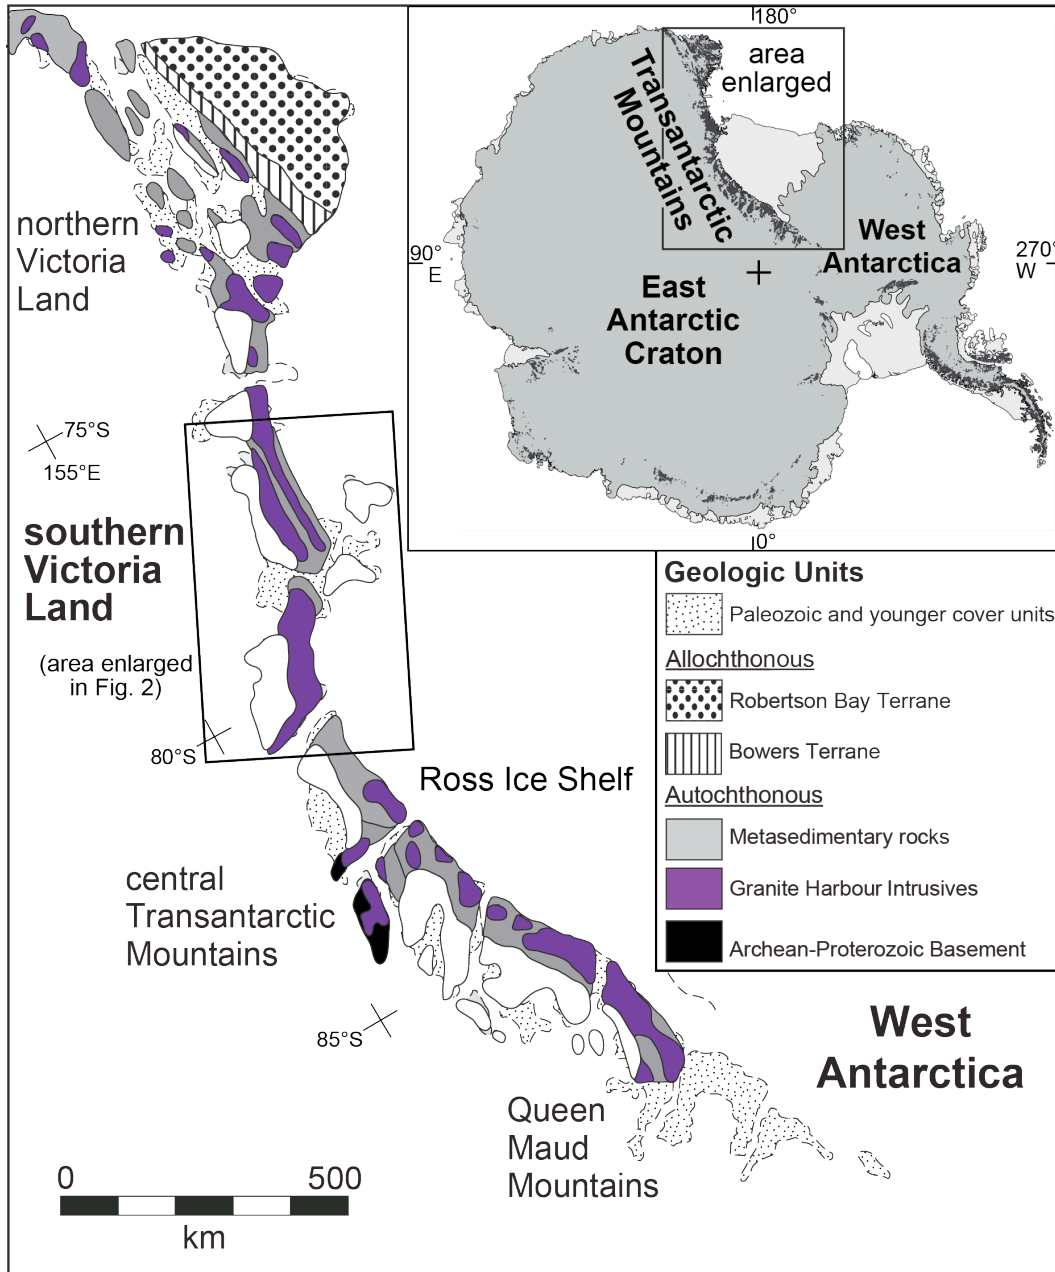 180°
area
enlarged
Transantarctic
Mountains
90°
E
270°
W
West
Antarctica
East
Antarctic
Craton
0°
northern
Victoria
Land
75°S
155°E
southern
Victoria
Land
(area enlarged
in Fig. 2)
80°S
Ross Ice Shelf
central
Transantarctic
Mountains
85°S
Queen
Maud
Mountains
West
Antarctica
0 500
km
Geologic Units
Paleozoic and younger cover units
Allochthonous
Robertson Bay Terrane
Bowers Terrane
Autochthonous
Metasedimentary rocks
Granite Harbour Intrusives
Archean-Proterozoic Basement